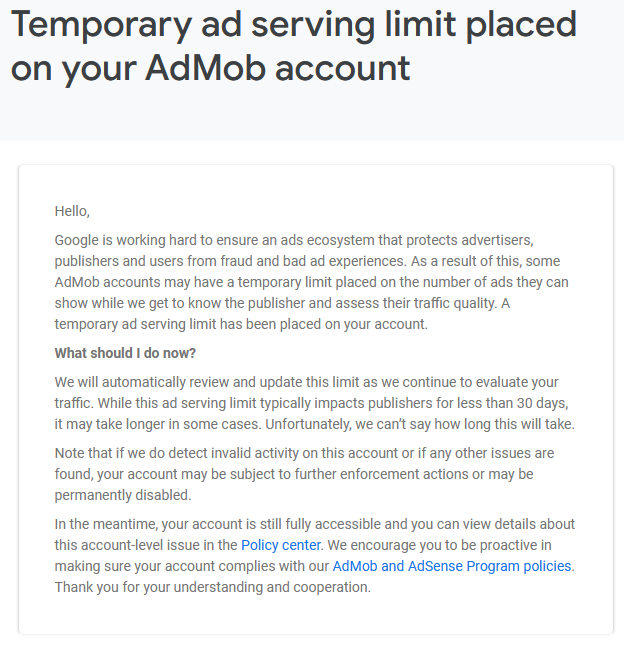 Temporary ad serving limit placed
on your AdMob account
Hello,
Google is working hard to ensure an ads ecosystem that protects advertisers,
publishers and users from fraud and bad ad experiences. As a result of this, some
AdMob accounts may have a temporary limit placed on the number of ads they can
show while we get to know the publisher and assess their traffic quality. A
temporary ad serving limit has been placed on your account.
What should I do now?
We will automatically review and update this limit as we continue to evaluate your
traffic. While this ad serving limit typically impacts publishers for less than 30 days,
it may take longer in some cases. Unfortunately, we can’t say how long this will take.
Note that if we do detect invalid activity on this account or if any other issues are
found, your account may be subject to further enforcement actions or may be
permanently disabled.
In the meantime, your account is still fully accessible and you can view details about
this account-level issue in the Policy center. We encourage you to be proactive in
making sure your account complies with our AdMob and AdSense Program policies.
Thank you for your understanding and cooperation.